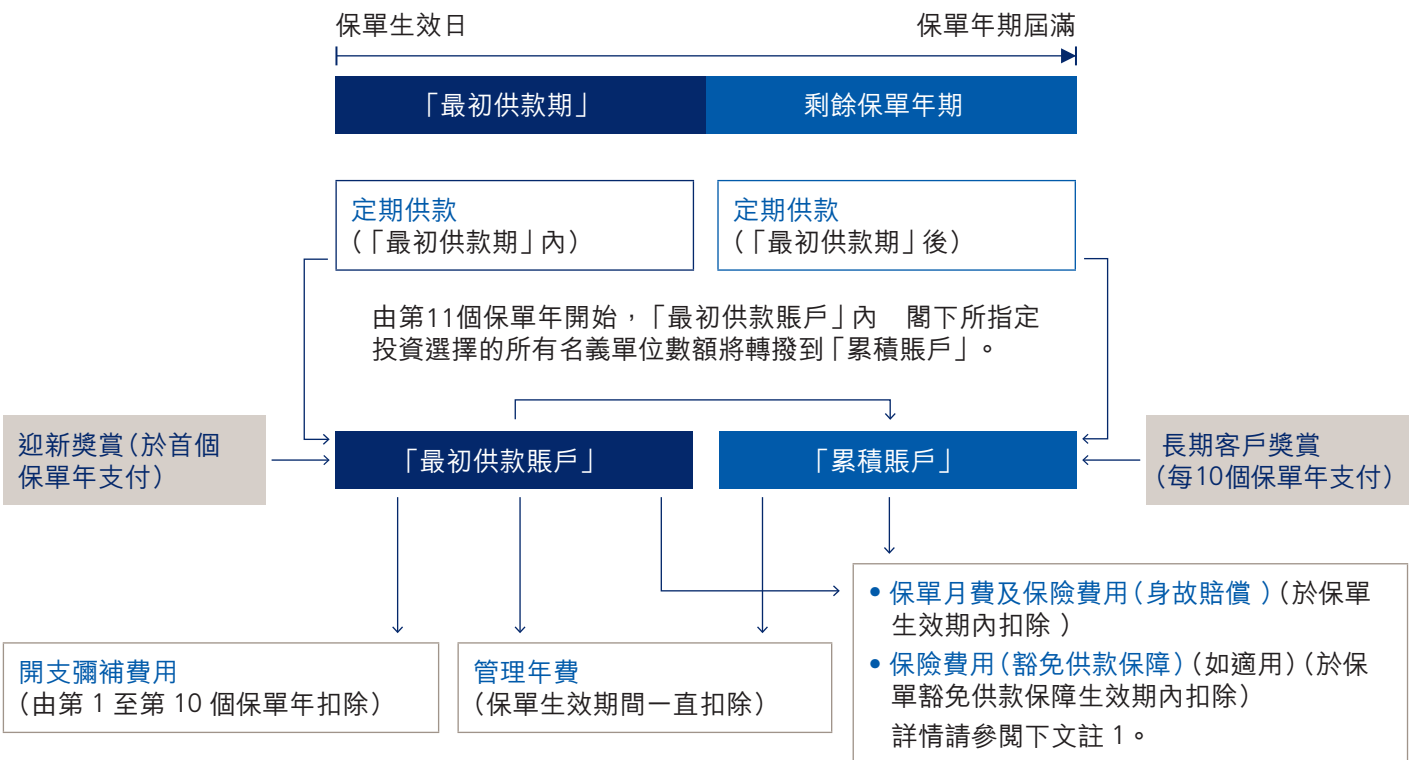 保單生效日
保單年期屆滿
「最初供款期」
剩餘保單年期
定期供款
(「最初供款期」內)
定期供款
(「最初供款期」後)
由第11個保單年開始，「最初供款賬戶」內　閣下所指定
投資選擇的所有名義單位數額將轉撥到「累積賬戶」。
迎新獎賞(於首個
保單年支付)
「最初供款賬戶」
「累積賬戶」
長期客戶獎賞
(每10個保單年支付)
開支彌補費用
(由第 1 至第 10 個保單年扣除)
管理年費
(保單生效期間一直扣除)
• 保單月費及保險費用(身故賠償 )(於保單
生效期內扣除 )
• 保險費用(豁免供款保障)(如適用)(於保
單豁免供款保障生效期內扣除)
詳情請參閱下文註 1。